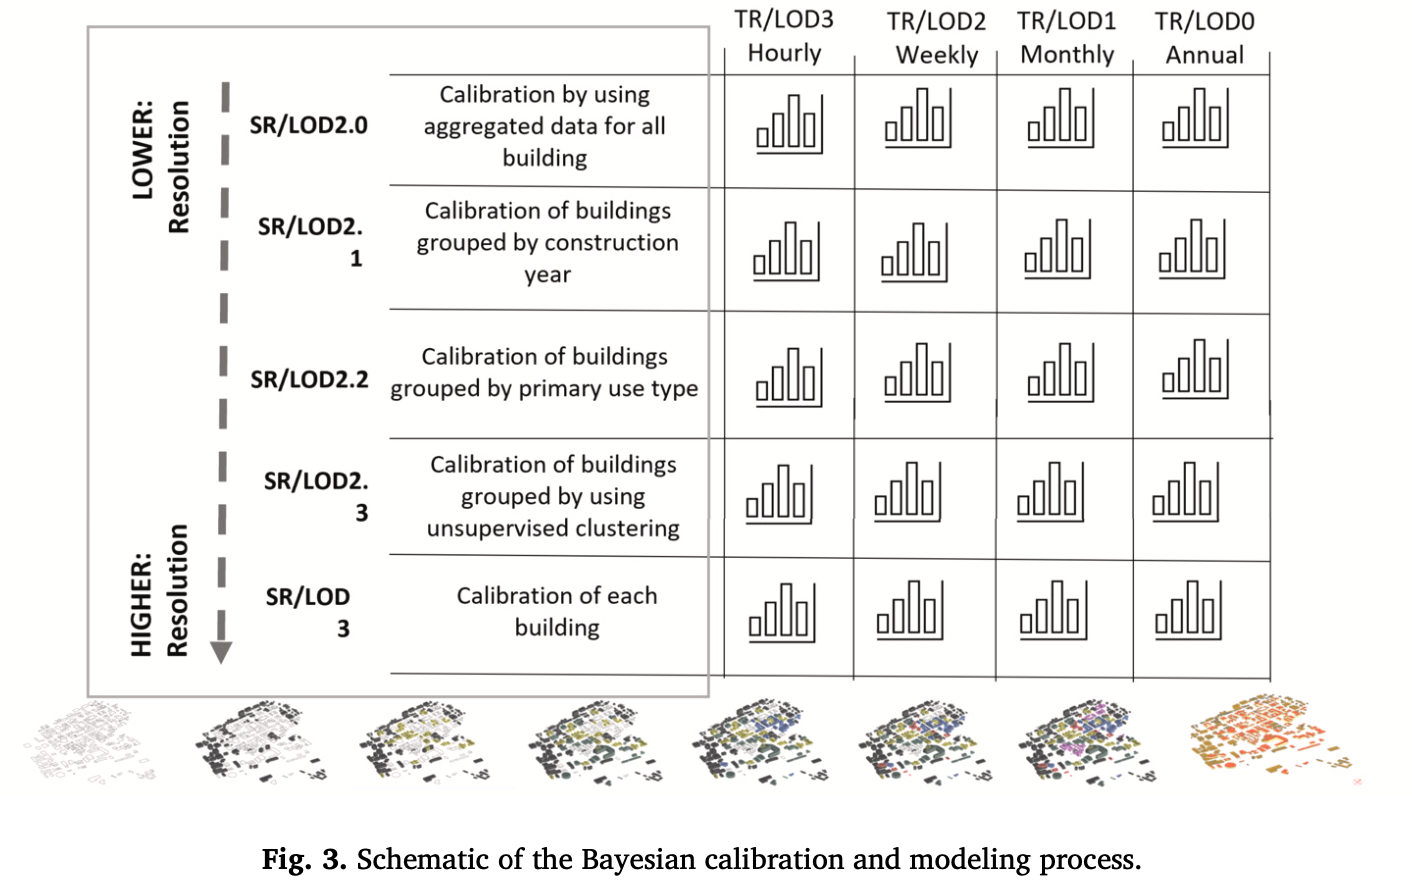 TR/LOD3 TR/LOD2 TR/LOD1 TR/LOD0
Hourly Weekly Monthly Annual
LOWER:
Resolution
SR/LOD2.0
Calibration by using
aggregated data for all
building
SR/LOD2.
1
Calibration of buildings
grouped by construction
year
SR/LOD2.2
Calibration of buildings
grouped by primary use type
SR/LOD2.
3
Calibration of buildings
grouped by using
unsupervised clustering
HIGHER:
Resolution
SR/LOD
3
Calibration of each
building
Fig. 3. Schematic of the Bayesian calibration and modeling process.